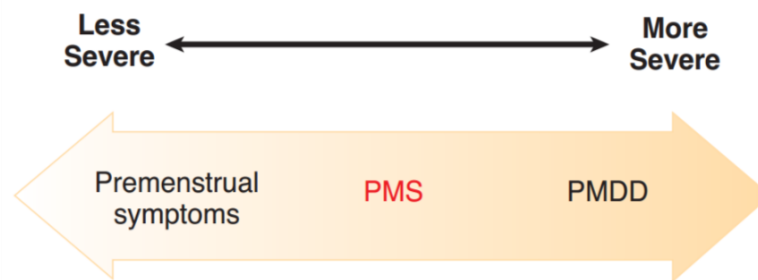 Less
Severe
More
Severe
Premenstrual
symptoms
PMS
PMDD